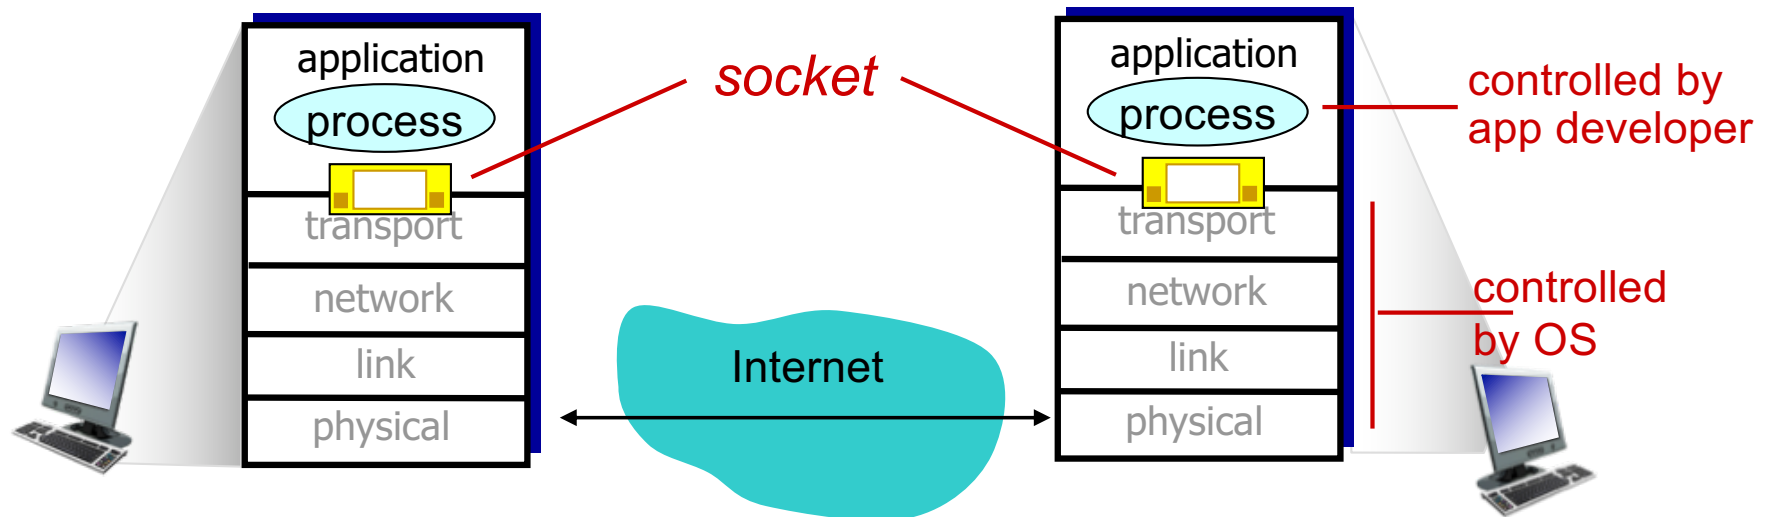 application
process
transport
network
link
physical
socket
Internet
application
process
transport
network
link
physical
controlled by
app developer
controlled
by OS